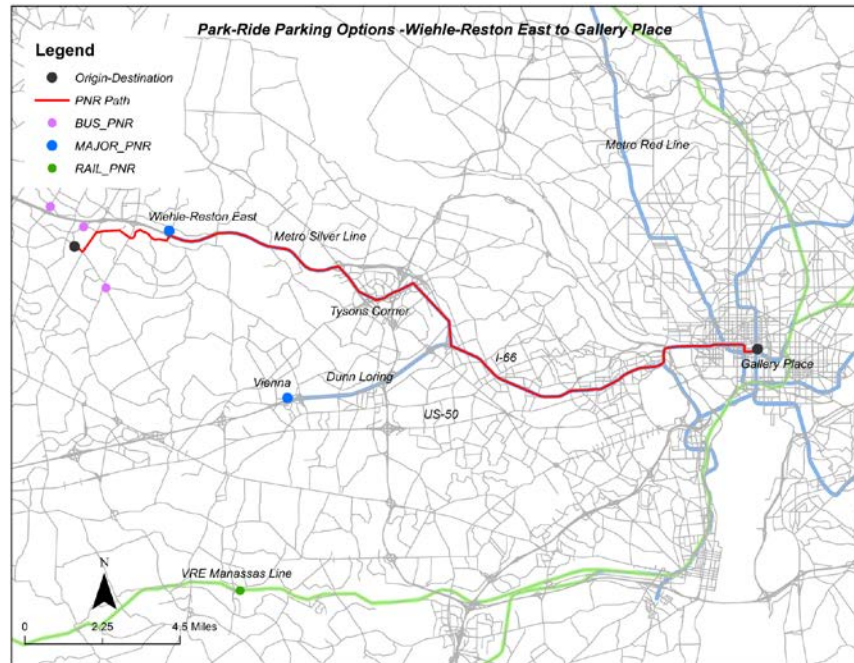 Park-Ride Parking Options -Wiehle-Reston East to Gallery Place
Legend
Origin-Destination
PNR Path
BUS_PNR
MAJOR_PNR
RAIL_PNR
Metro Red Line
Wiehle-Reston East
Metro Silver Line
Tysons Corner
I-66
Gallery Place
Dunn Loring
Vienna
US-50
VRE Manassas Line
N
0 2.25 4.5 Miles